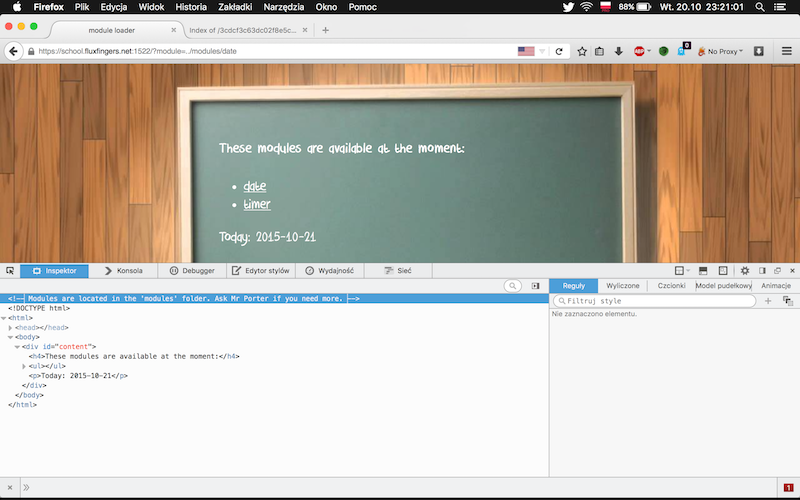 Firefox Plik Edycja Widok Historia Zakładki Narzędzia Okno Pomoc 88% Wt. 20.10 23:21:01
module loader Index of /3cdcf3c63dc02f8e5c...
https://school.fluxfingers.net:1522/?module=../modules/date ABP 0 No Proxy
These modules are available at the moment:
date
timer
Today: 2015-10-21
Inspektor Konsola Debugger Edytor stylów Wydajność Sieć
Reguły Wyliczone Czcionki Model pudełkowy Animacje
<!-- Modules are located in the 'modules' folder. Ask Mr Porter if you need more. -->
Filtruj style
<!DOCTYPE html>
Nie zaznaczono elementu.
<html>
<head></head>
<body>
<div id="content">
<h4>These modules are available at the moment:</h4>
<ul></ul>
<p>Today: 2015-10-21</p>
</div>
</body>
</html>
1